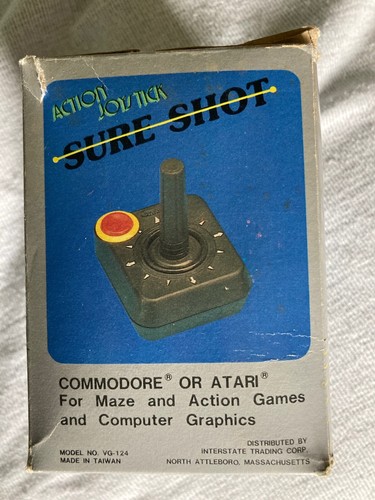 ACTION
JOYSTICK
SURE SHOT
COMMODORE® OR ATARI®
For Maze and Action Games
and Computer Graphics
MODEL NO. VG-124
MADE IN TAIWAN
DISTRIBUTED BY
INTERSTATE TRADING CORP.
NORTH ATTLEBORO, MASSACHUSETTS